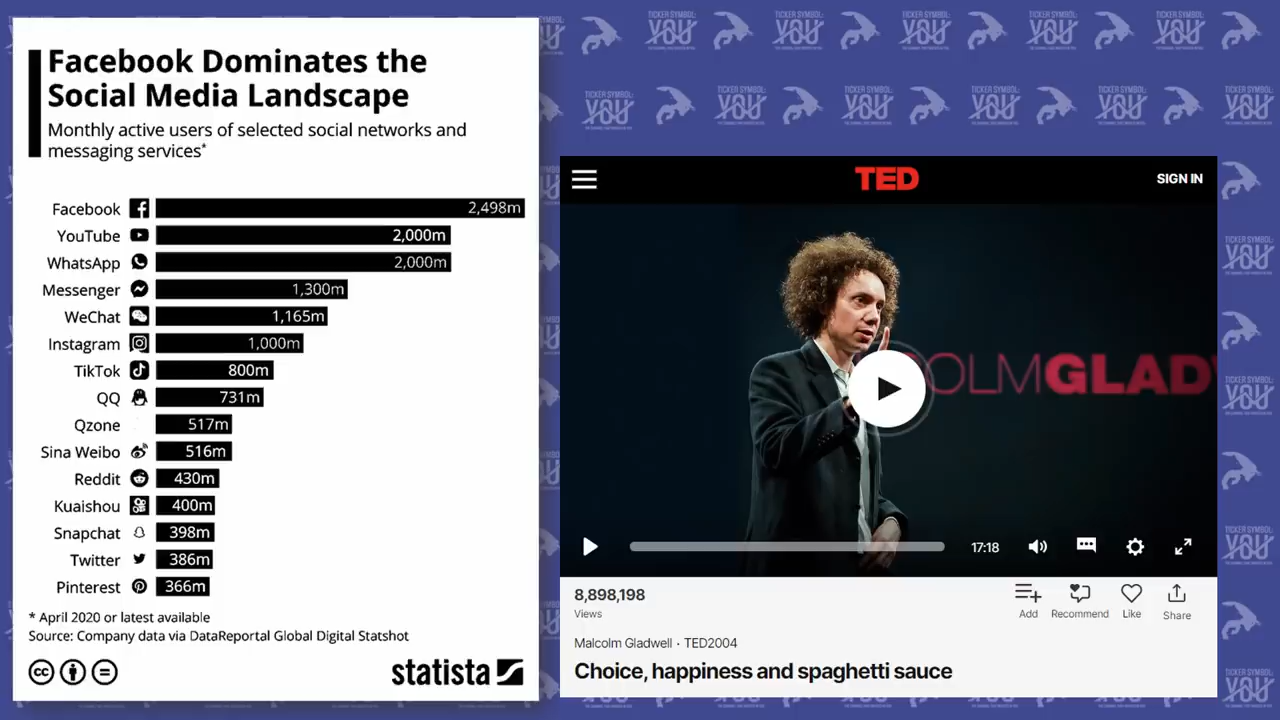 Facebook Dominates the
Social Media Landscape
Monthly active users of selected social networks and
messaging services*
Facebook 2,498m
YouTube 2,000m
WhatsApp 2,000m
Messenger 1,300m
WeChat 1,165m
Instagram 1,000m
TikTok 800m
QQ 731m
Qzone 517m
Sina Weibo 516m
Reddit 430m
Kuaishou 400m
Snapchat 398m
Twitter 386m
Pinterest 366m
* April 2020 or latest available
Source: Company data via DataReportal Global Digital Statshot
cc
statista
TICKER SYMBOL:
YOU
TED
SIGN IN
OLMGLAD
17:18
8,898,198
Views
Add
Recommend
Like
Share
Malcolm Gladwell · TED2004
Choice, happiness and spaghetti sauce